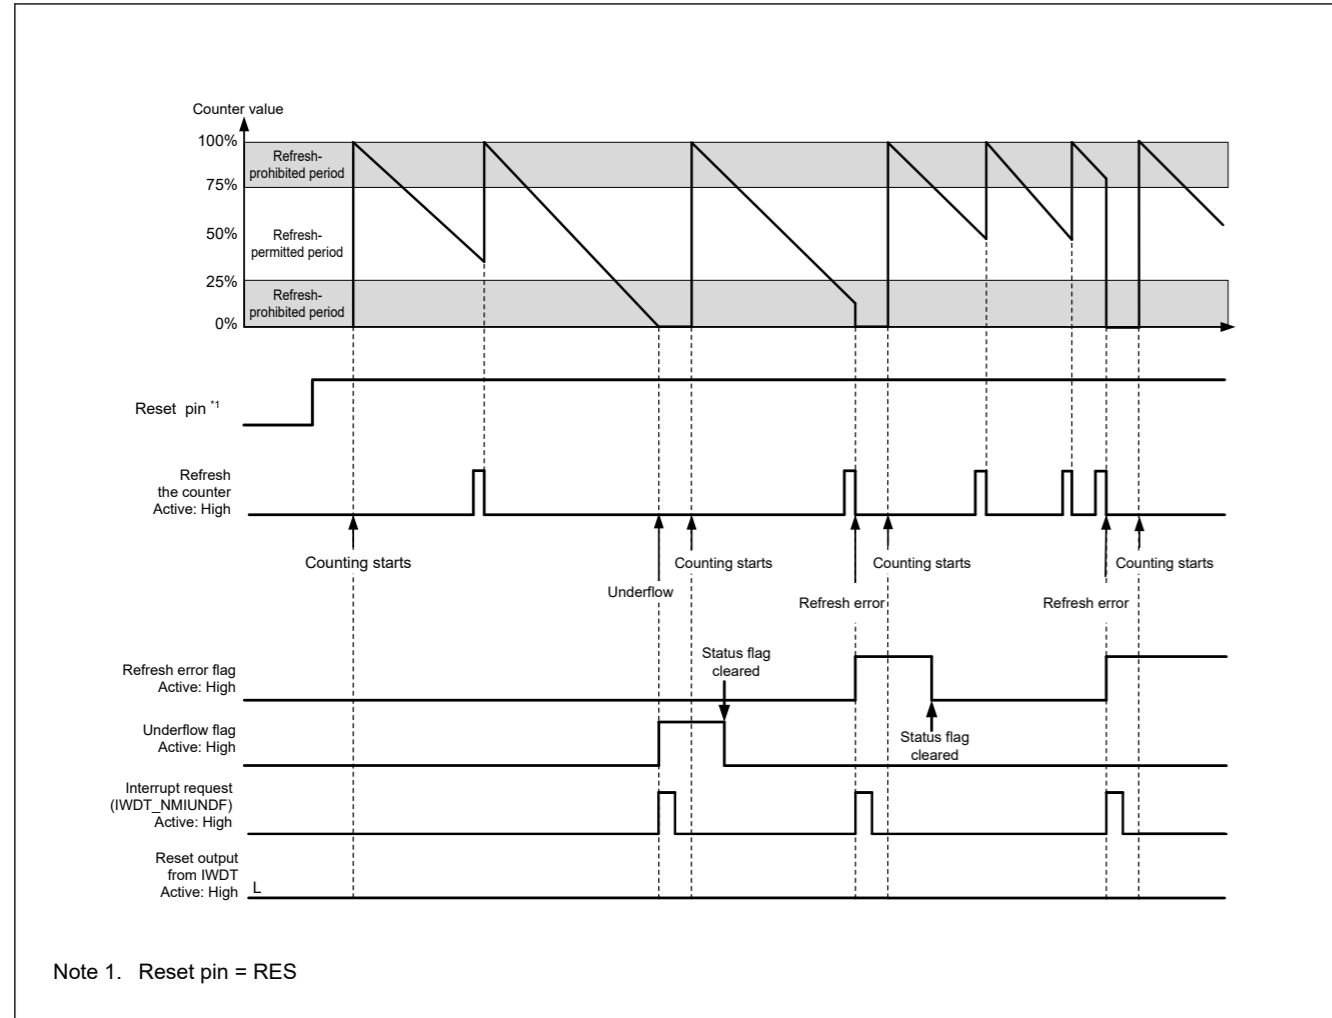 Counter value
100%
Refresh-
prohibited period
75%
50%
Refresh-
permitted period
25%
Refresh-
prohibited period
0%
Reset pin *1
Refresh
the counter
Active: High
Counting starts
Counting starts
Counting starts
Counting starts
Underflow
Refresh error
Refresh error
Status flag
cleared
Refresh error flag
Active: High
Underflow flag
Active: High
Status flag
cleared
Interrupt request
(IWDT_NMIUNDF)
Active: High
Reset output
from IWDT
Active: High
L
Note 1. Reset pin = RES